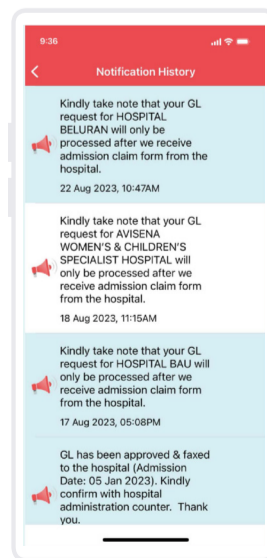 9:36
Notification History
Kindly take note that your GL
request for HOSPITAL
BELURAN will only be
processed after we receive
admission claim form from the
hospital.
22 Aug 2023, 10:47AM
Kindly take note that your GL
request for AVISENA
WOMEN'S & CHILDREN'S
SPECIALIST HOSPITAL will
only be processed after we
receive admission claim form
from the hospital.
18 Aug 2023, 11:15AM
Kindly take note that your GL
request for HOSPITAL BAU will
only be processed after we
receive admission claim form
from the hospital.
17 Aug 2023, 05:08PM
GL has been approved & faxed
to the hospital (Admission
Date: 05 Jan 2023). Kindly
confirm with hospital
administration counter. Thank
you.